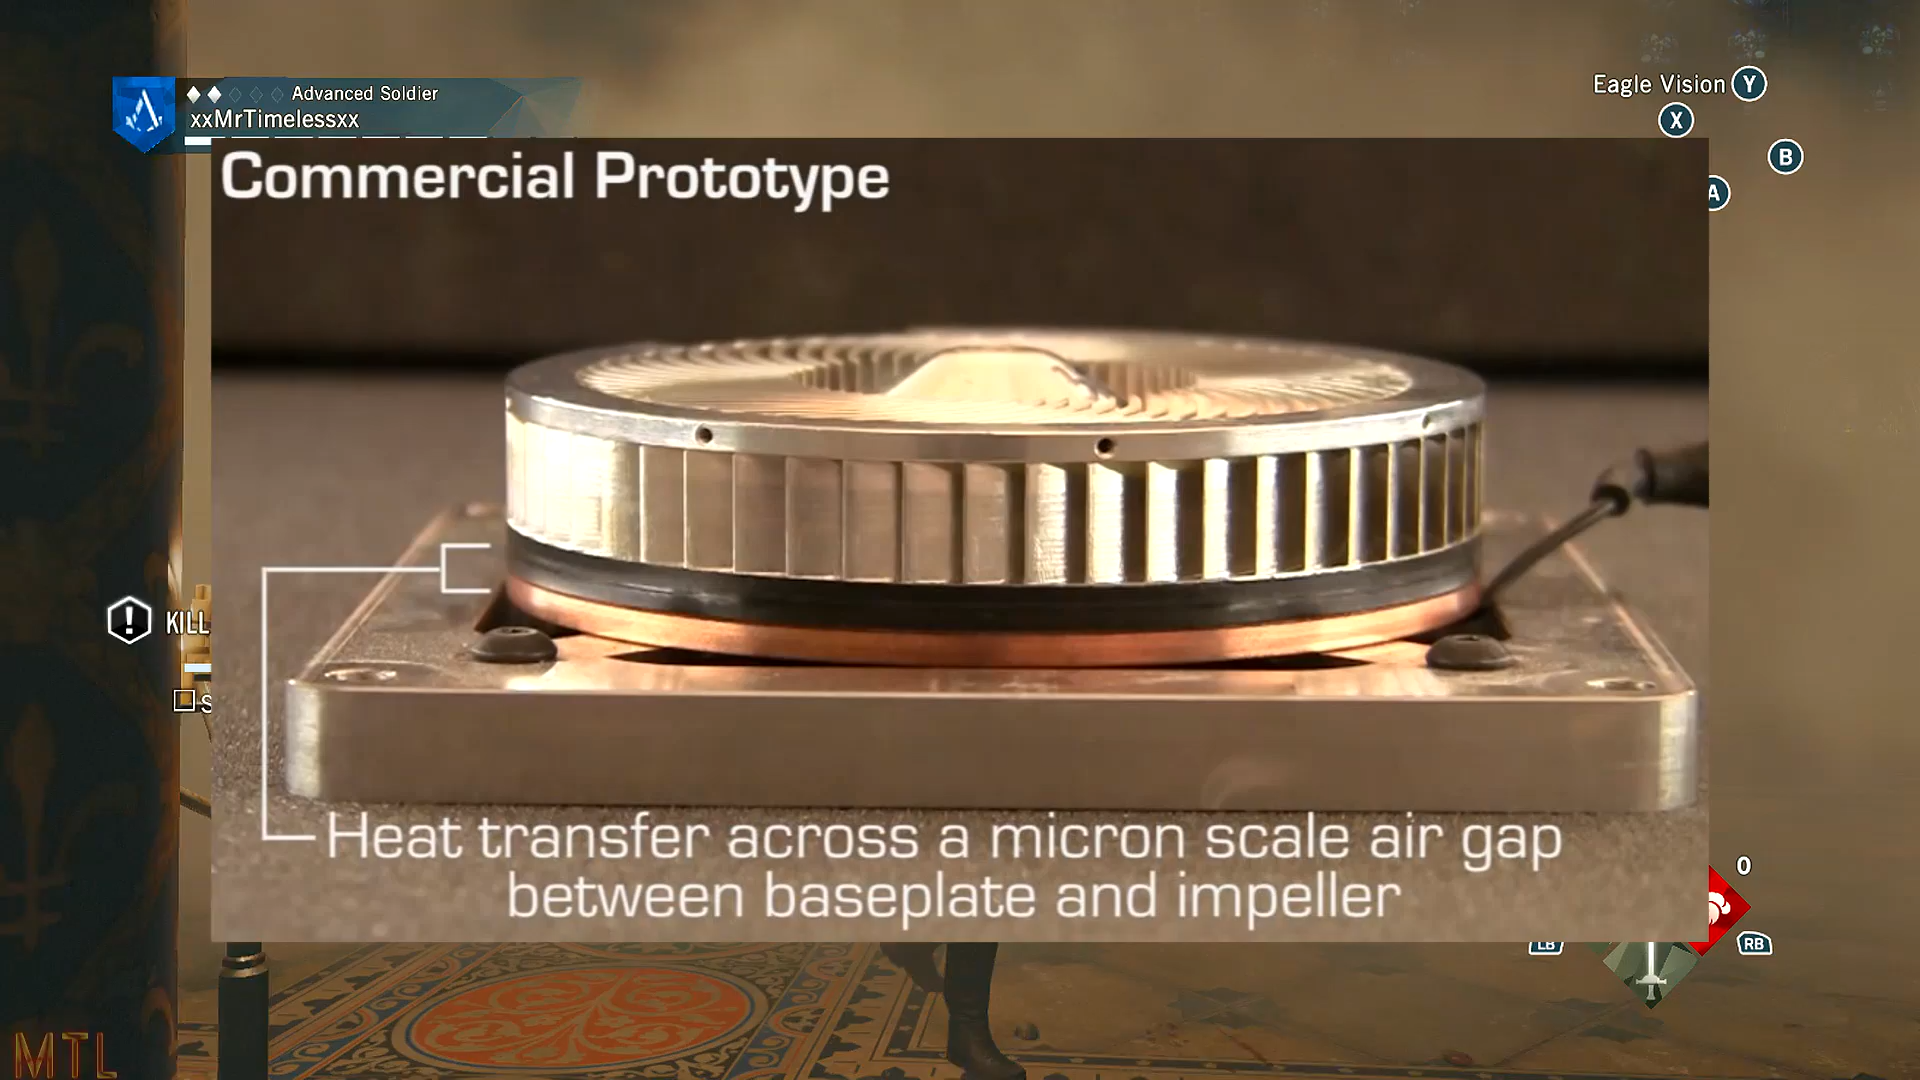 Advanced Soldier
xxMrTimelessxx
Eagle Vision Y
X
B
A
Commercial Prototype
KILL
S
Heat transfer across a micron scale air gap
between baseplate and impeller
0
LB
RB
MTL